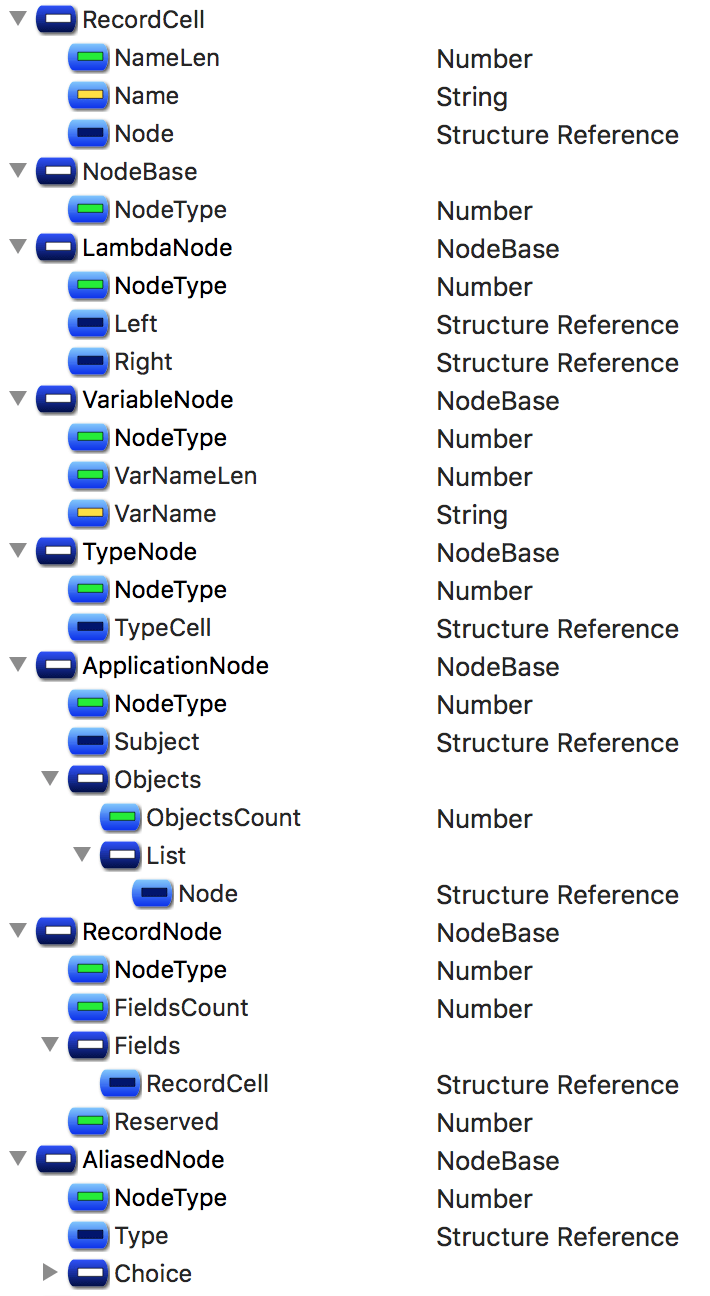 RecordCell
NameLen Number
Name String
Node Structure Reference
NodeBase
NodeType Number
LambdaNode NodeBase
NodeType Number
Left Structure Reference
Right Structure Reference
VariableNode NodeBase
NodeType Number
VarNameLen Number
VarName String
TypeNode NodeBase
NodeType Number
TypeCell Structure Reference
ApplicationNode NodeBase
NodeType Number
Subject Structure Reference
Objects
ObjectsCount Number
List
Node Structure Reference
RecordNode NodeBase
NodeType Number
FieldsCount Number
Fields
RecordCell Structure Reference
Reserved Number
AliasedNode NodeBase
NodeType Number
Type Structure Reference
Choice